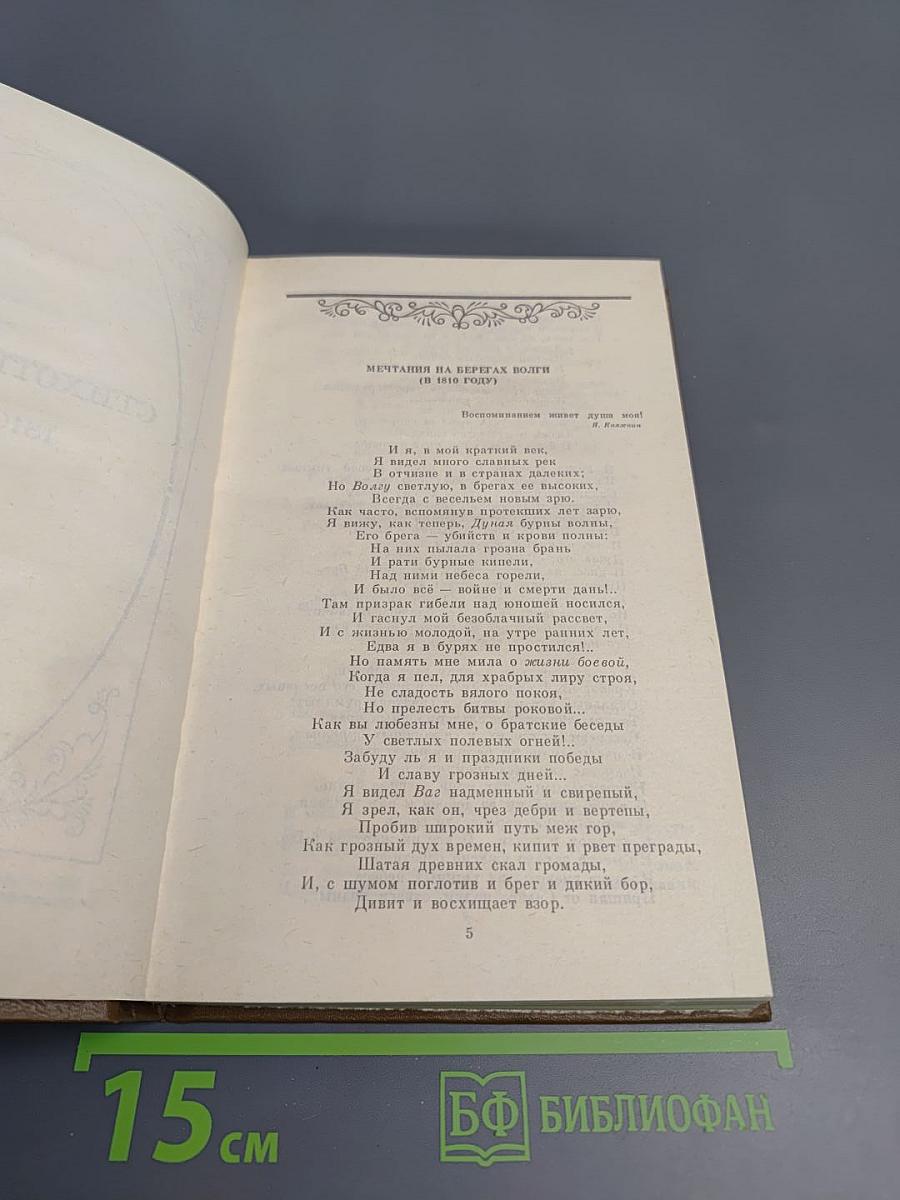 МЕЧТАНИЯ НА БЕРЕГАХ ВОЛГИ
(В 1810 ГОДУ)
Воспоминанием живет душа моя!
Я. Княжнин
И я, в мой краткий век,
Я видел много славных рек
В отчизне и в странах далеких;
Но Волгу светлую, в брегах ее высоких,
Всегда с весельем новым зрю.
Как часто, вспомянув протекших лет зарю,
Я вижу, как теперь, Дуная бурны волны,
Его брега — убийств и крови полны:
На них пылала грозна брань
И рати бурные кипели,
Над ними небеса горели,
И было всё — войне и смерти дань!..
Там призрак гибели над юношей носился,
И гаснул мой безоблачный рассвет,
И с жизнью молодой, на утре ранних лет,
Едва я в бурях не простился!..
Но память мне мила о жизни боевой,
Когда я пел, для храбрых лиру строя,
Не сладость вялого покоя,
Но прелесть битвы роковой...
Как вы любезны мне, о братские беседы
У светлых полевых огней!..
Забуду ль я и праздники победы
И славу грозных дней...
Я видел Ваг надменный и свирепый,
Я зрел, как он, чрез дебри и вертепы,
Пробив широкий путь меж гор,
Как грозный дух времен, кипит и рвет преграды,
Шатая древних скал громады,
И, с шумом поглотив и брег и дикий бор,
Дивит и восхищает взор.
5
15 см
БФ БИБЛИОФАН